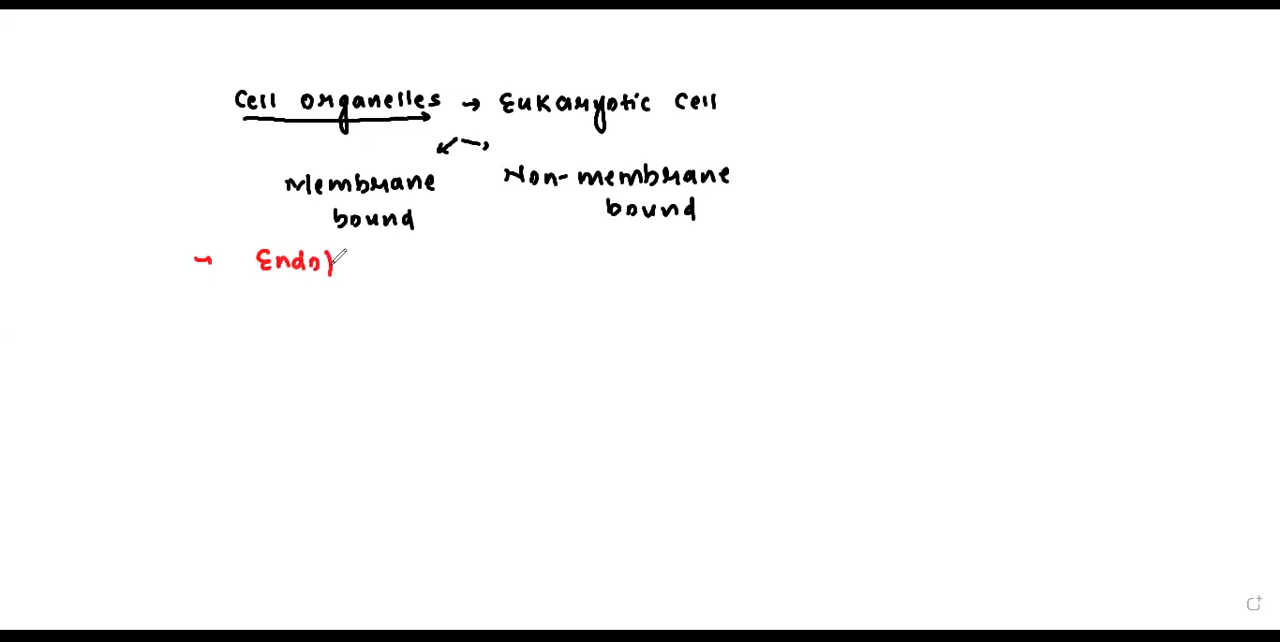 Cell organelles → Eukaryotic cell
Membrane bound
Non-membrane bound
→ Endo